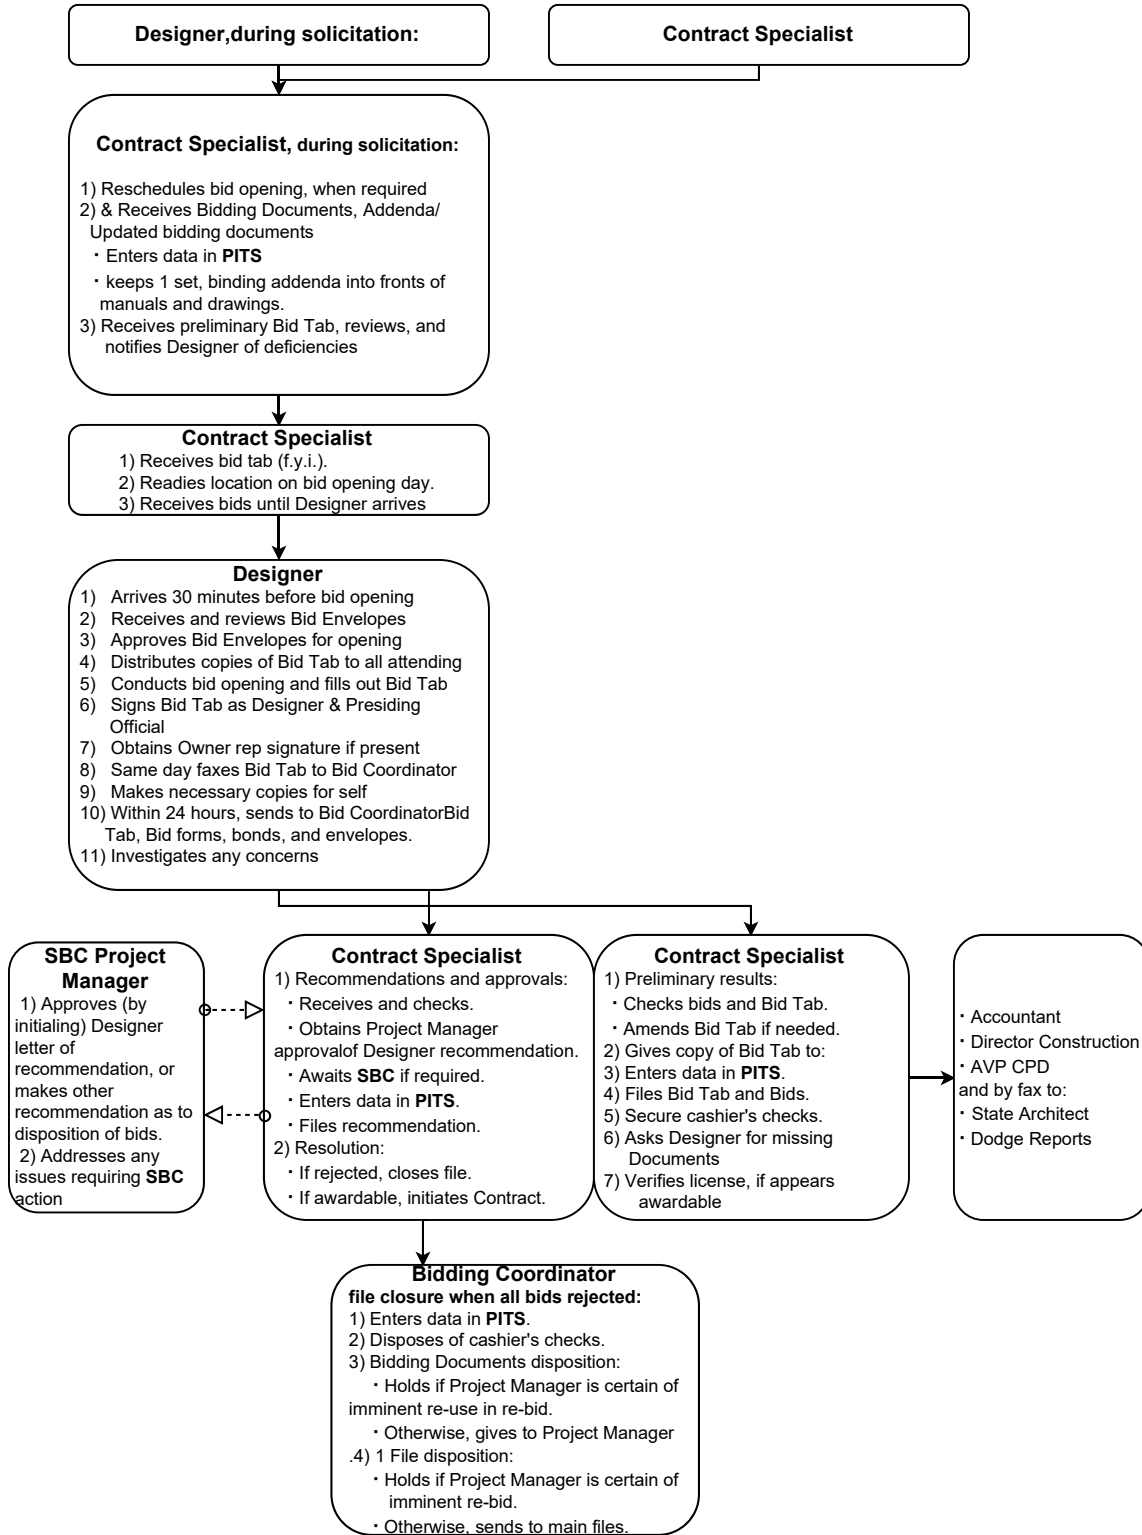 Designer,during solicitation:
Contract Specialist
Contract Specialist, during solicitation:
1) Reschedules bid opening, when required
2) & Receives Bidding Documents, Addenda/
Updated bidding documents
· Enters data in PITS
· keeps 1 set, binding addenda into fronts of
manuals and drawings.
3) Receives preliminary Bid Tab, reviews, and
notifies Designer of deficiencies
Contract Specialist
1) Receives bid tab (f.y.i.).
2) Readies location on bid opening day.
3) Receives bids until Designer arrives
Designer
1) Arrives 30 minutes before bid opening
2) Receives and reviews Bid Envelopes
3) Approves Bid Envelopes for opening
4) Distributes copies of Bid Tab to all attending
5) Conducts bid opening and fills out Bid Tab
6) Signs Bid Tab as Designer & Presiding
Official
7) Obtains Owner rep signature if present
8) Same day faxes Bid Tab to Bid Coordinator
9) Makes necessary copies for self
10) Within 24 hours, sends to Bid CoordinatorBid
Tab, Bid forms, bonds, and envelopes.
11) Investigates any concerns
SBC Project
Manager
1) Approves (by
initialing) Designer
letter of
recommendation, or
makes other
recommendation as to
disposition of bids.
2) Addresses any
issues requiring SBC
action
Contract Specialist
1) Recommendations and approvals:
· Receives and checks.
· Obtains Project Manager
approvalof Designer recommendation.
· Awaits SBC if required.
· Enters data in PITS.
· Files recommendation.
2) Resolution:
· If rejected, closes file.
· If awardable, initiates Contract.
Contract Specialist
1) Preliminary results:
· Checks bids and Bid Tab.
· Amends Bid Tab if needed.
2) Gives copy of Bid Tab to:
3) Enters data in PITS.
4) Files Bid Tab and Bids.
5) Secure cashier's checks.
6) Asks Designer for missing
Documents
7) Verifies license, if appears
awardable
· Accountant
· Director Construction
· AVP CPD
and by fax to:
· State Architect
· Dodge Reports
Bidding Coordinator
file closure when all bids rejected:
1) Enters data in PITS.
2) Disposes of cashier's checks.
3) Bidding Documents disposition:
· Holds if Project Manager is certain of
imminent re-use in re-bid.
· Otherwise, gives to Project Manager
.4) 1 File disposition:
· Holds if Project Manager is certain of
imminent re-bid.
· Otherwise, sends to main files.